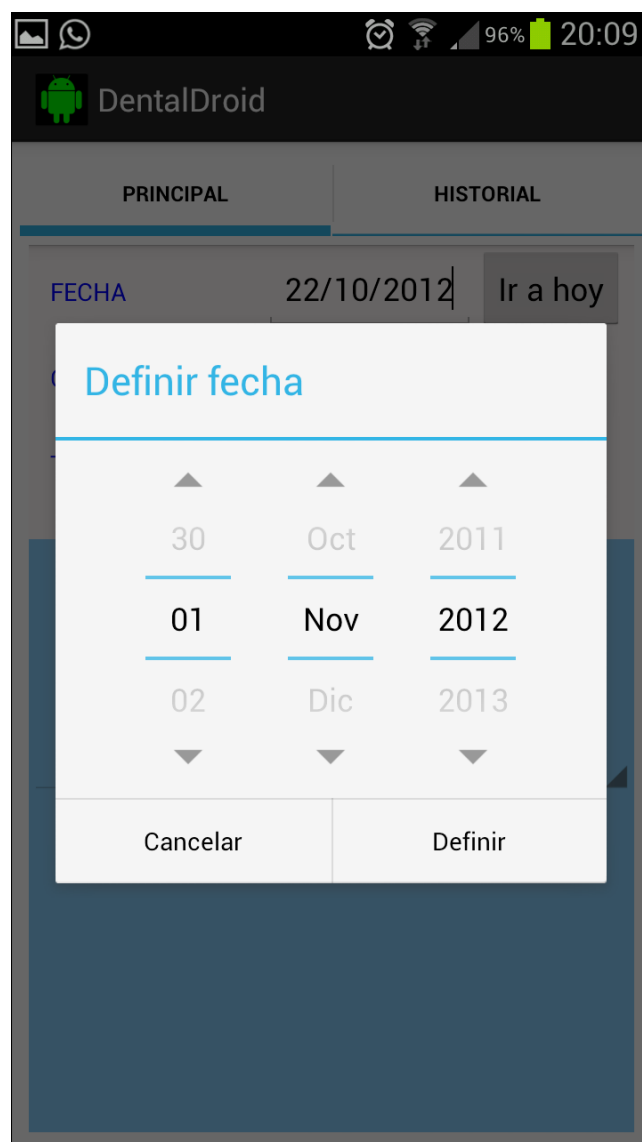 96% 20:09
DentalDroid
PRINCIPAL HISTORIAL
FECHA 22/10/2012 Ir a hoy
Definir fecha
30 Oct 2011
01 Nov 2012
02 Dic 2013
Cancelar Definir